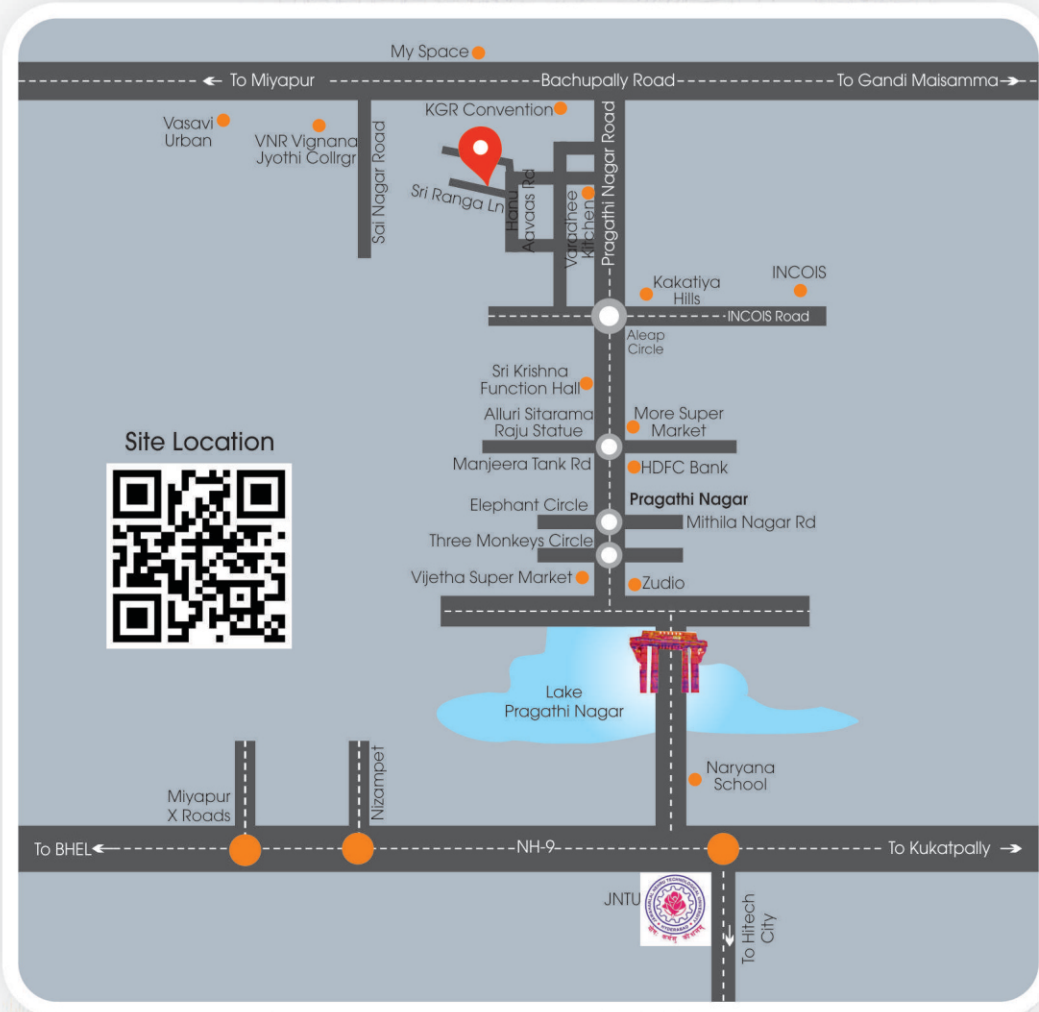 My Space
To Miyapur
Bachupally Road
To Gandi Maisamma
Vasavi
Urban
VNR Vignana
Jyothi Collrgr
Sai Nagar Road
KGR Convention
Sri Ranga Ln
Hanu
Aavaas Rd
Varadhee
Kitchen
Pragathi Nagar Road
Kakatiya
Hills
INCOIS
INCOIS Road
Aleap
Circle
Sri Krishna
Function Hall
Alluri Sitarama
Raju Statue
More Super
Market
Manjeera Tank Rd
HDFC Bank
Site Location
Pragathi Nagar
Elephant Circle
Mithila Nagar Rd
Three Monkeys Circle
Vijetha Super Market
Zudio
Lake
Pragathi Nagar
Naryana
School
Miyapur
X Roads
Nizampet
To BHEL
NH-9
To Kukatpally
JNTU
To Hitech
City